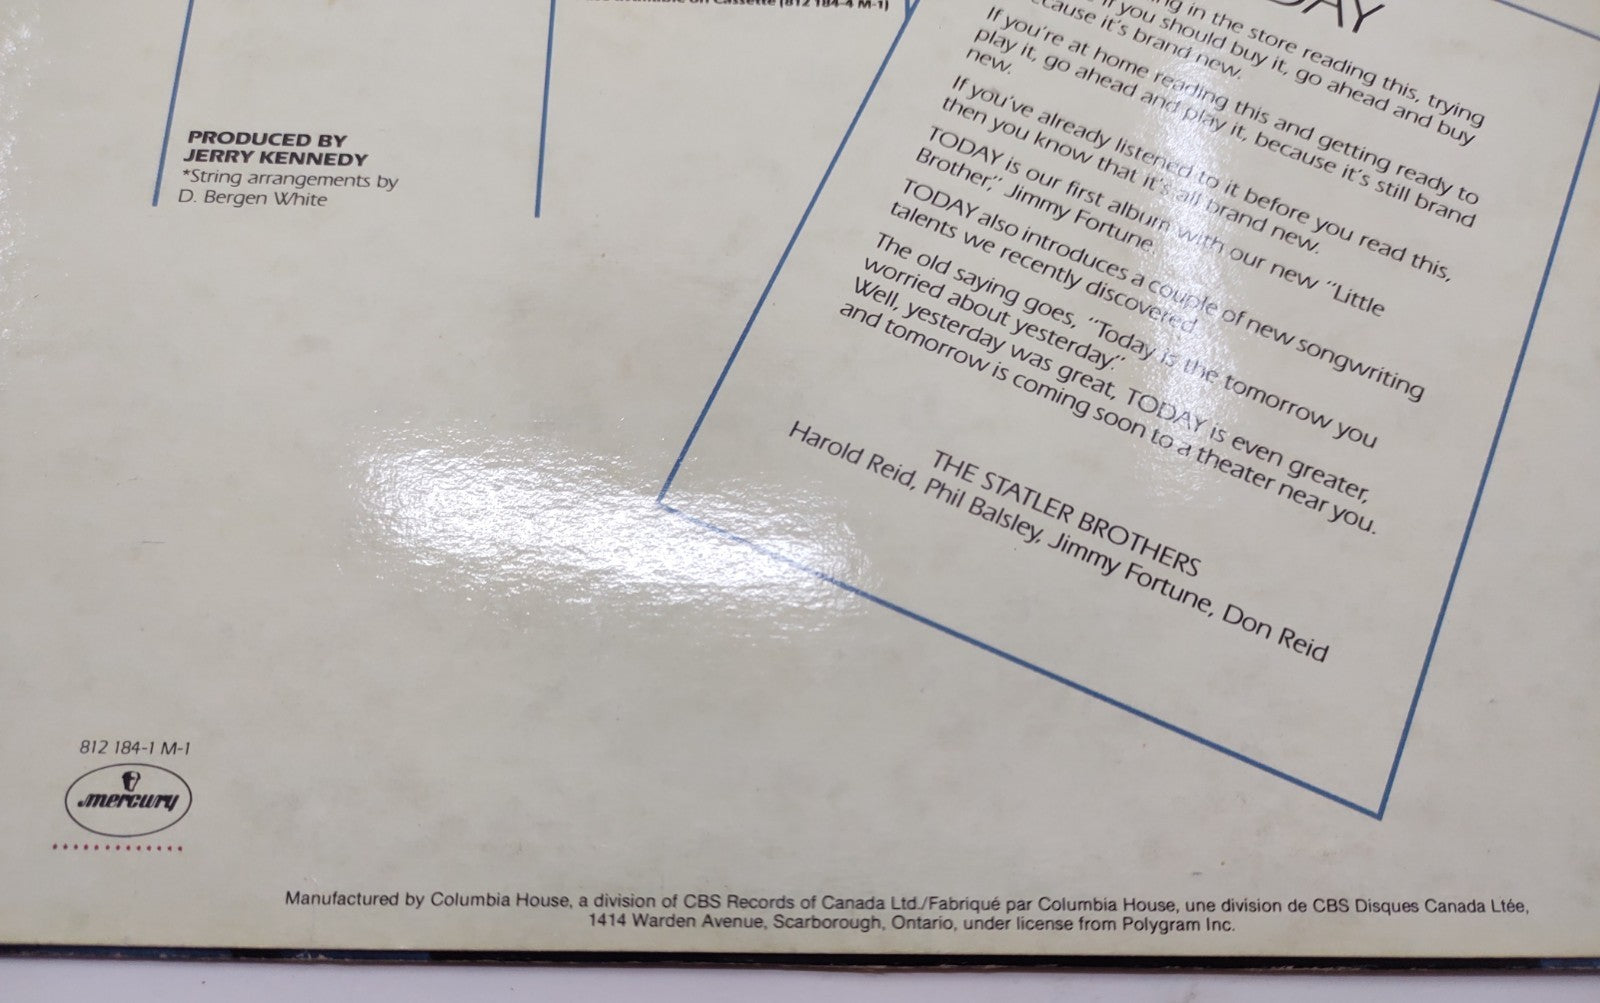 on Cassette (812 184-4 M-1)
DAY
in the store reading this, trying
if you should buy it, go ahead and buy
because it's brand new.
If you're at home reading this and getting ready to
play it, go ahead and play it, because it's still brand
new.
If you've already listened to it before you read this,
then you know that it's all brand new.
TODAY is our first album with our new "Little
Brother," Jimmy Fortune.
TODAY also introduces a couple of new songwriting
talents we recently discovered.
The old saying goes, "Today is the tomorrow you
worried about yesterday."
Well, yesterday was great, TODAY is even greater,
and tomorrow is coming soon to a theater near you.
THE STATLER BROTHERS
Harold Reid, Phil Balsley, Jimmy Fortune, Don Reid
PRODUCED BY
JERRY KENNEDY
*String arrangements by
D. Bergen White
812 184-1 M-1
mercury
Manufactured by Columbia House, a division of CBS Records of Canada Ltd./Fabriqué par Columbia House, une division de CBS Disques Canada Ltée,
1414 Warden Avenue, Scarborough, Ontario, under license from Polygram Inc.